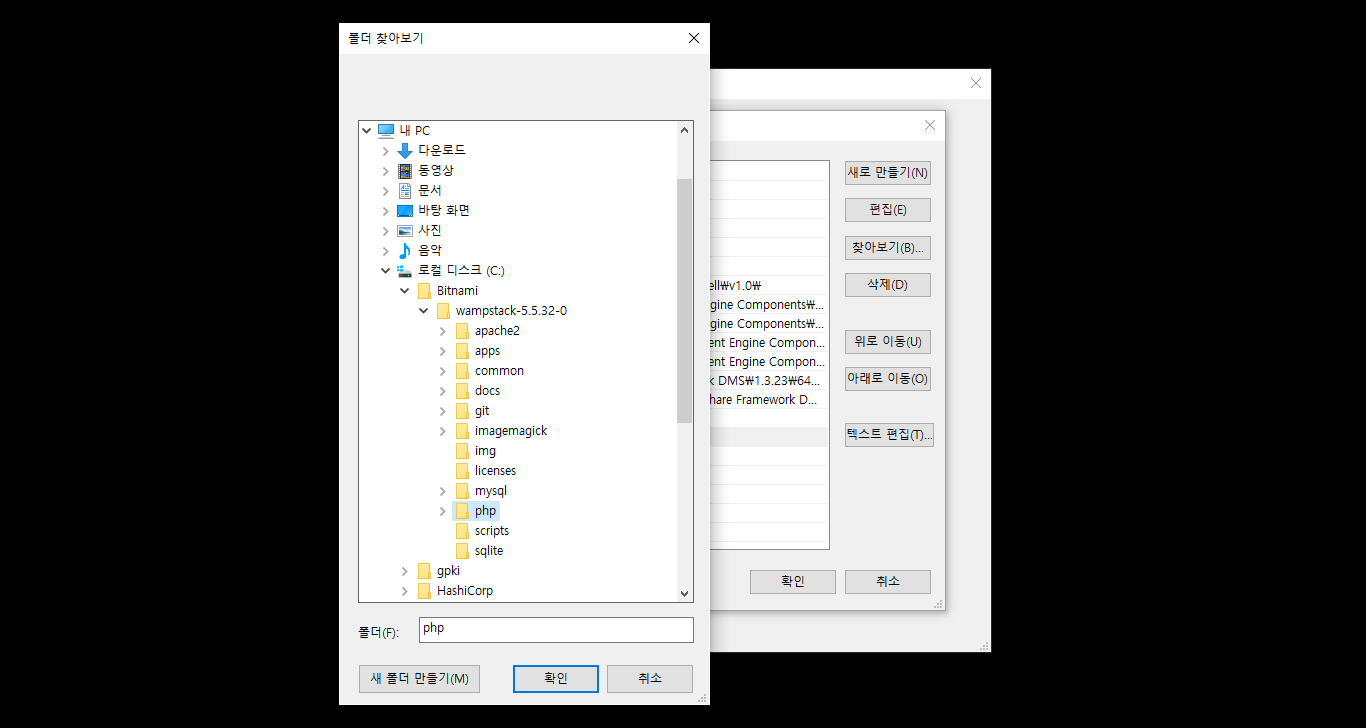 폴더 찾아보기
내 PC
다운로드
동영상
문서
바탕 화면
사진
음악
로컬 디스크 (C:)
Bitnami
wampstack-5.5.32-0
apache2
apps
common
docs
git
imagemagick
img
licenses
mysql
php
scripts
sqlite
gpki
HashiCorp
폴더(F):
php
새 폴더 만들기(M)
확인
취소
ell₩v1.0₩
gine Components₩...
gine Components₩...
ent Engine Compon...
ent Engine Compon...
k DMS₩1.3.23₩64...
hare Framework D...
새로 만들기(N)
편집(E)
찾아보기(B)...
삭제(D)
위로 이동(U)
아래로 이동(O)
텍스트 편집(T)...
확인
취소